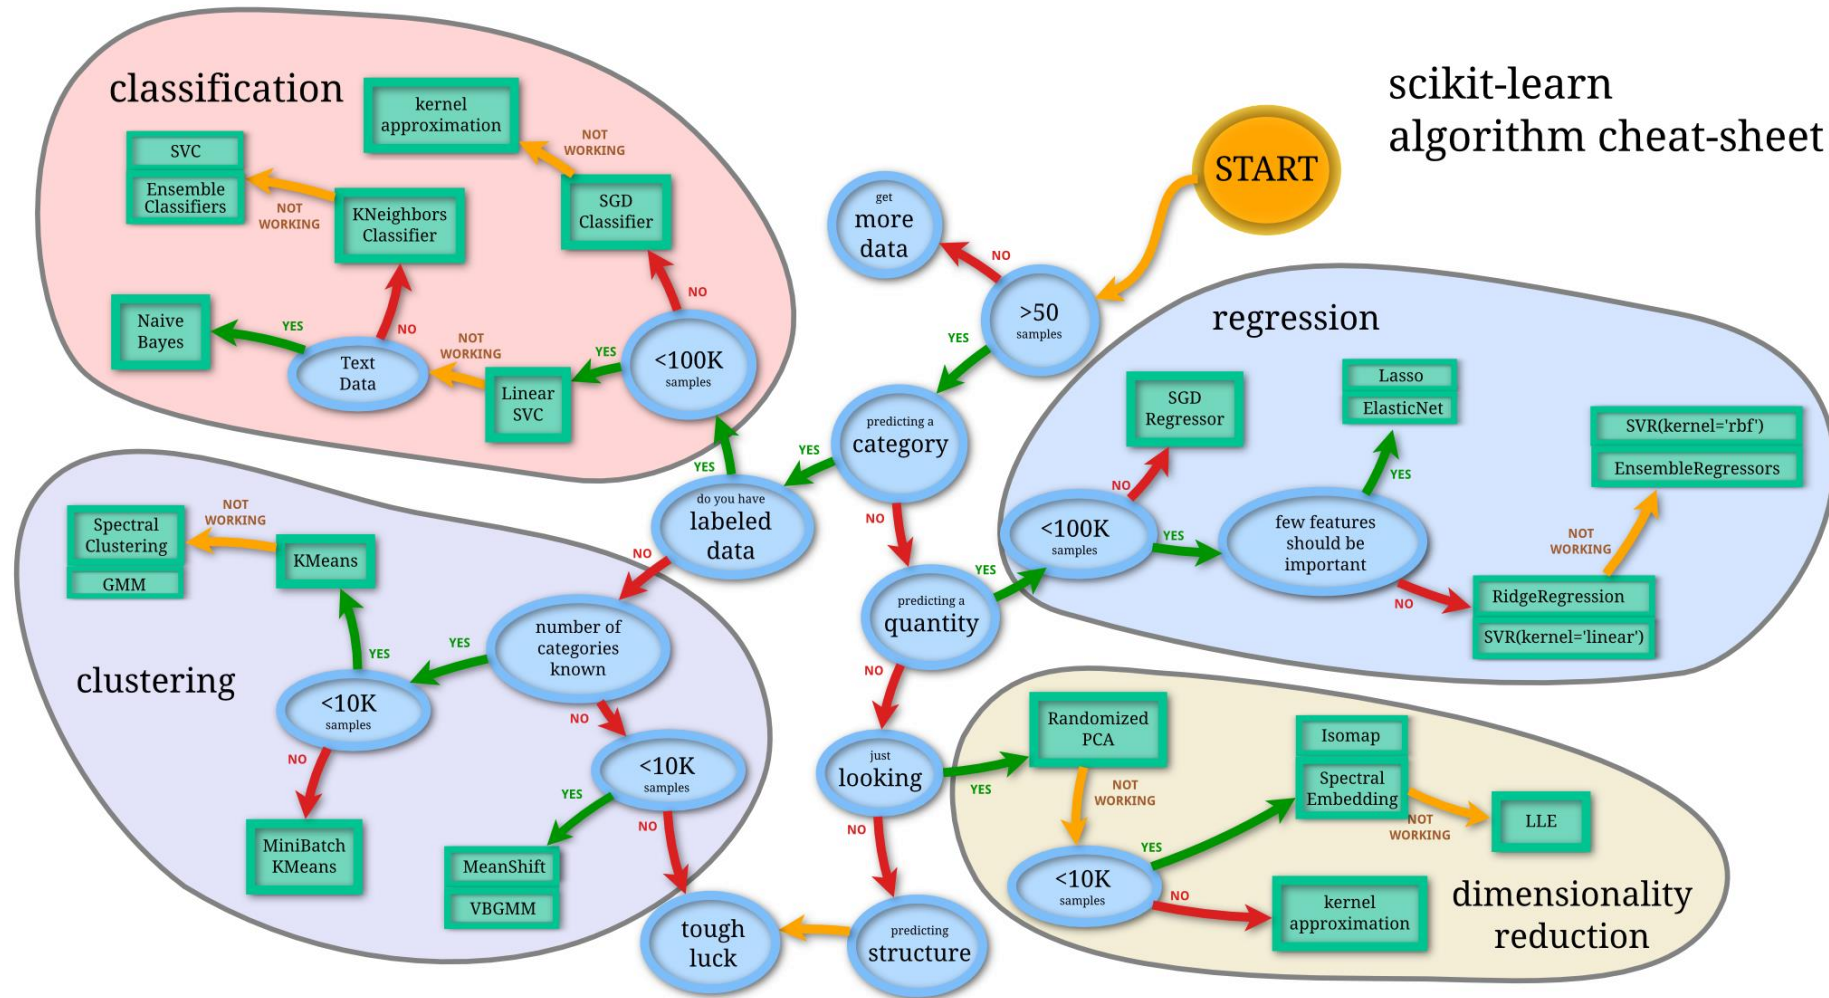 scikit-learn
algorithm cheat-sheet
START
classification
kernel
approximation
NOT
WORKING
SVC
Ensemble
Classifiers
NOT
WORKING
KNeighbors
Classifier
SGD
Classifier
NO
Naive
Bayes
YES
NO
Text
Data
NOT
WORKING
Linear
SVC
YES
<100K
samples
get
more
data
NO
>50
samples
YES
predicting a
category
YES
NO
do you have
labeled
data
YES
NO
predicting a
quantity
YES
NO
just
looking
YES
NO
predicting
structure
tough
luck
regression
SGD
Regressor
NO
<100K
samples
YES
few features
should be
important
YES
Lasso
ElasticNet
NO
RidgeRegression
SVR(kernel='linear')
NOT
WORKING
SVR(kernel='rbf')
EnsembleRegressors
clustering
Spectral
Clustering
GMM
NOT
WORKING
KMeans
YES
<10K
samples
NO
MiniBatch
KMeans
YES
number of
categories
known
NO
<10K
samples
YES
NO
MeanShift
VBGMM
dimensionality
reduction
Randomized
PCA
NOT
WORKING
<10K
samples
YES
NO
Isomap
Spectral
Embedding
NOT
WORKING
LLE
kernel
approximation